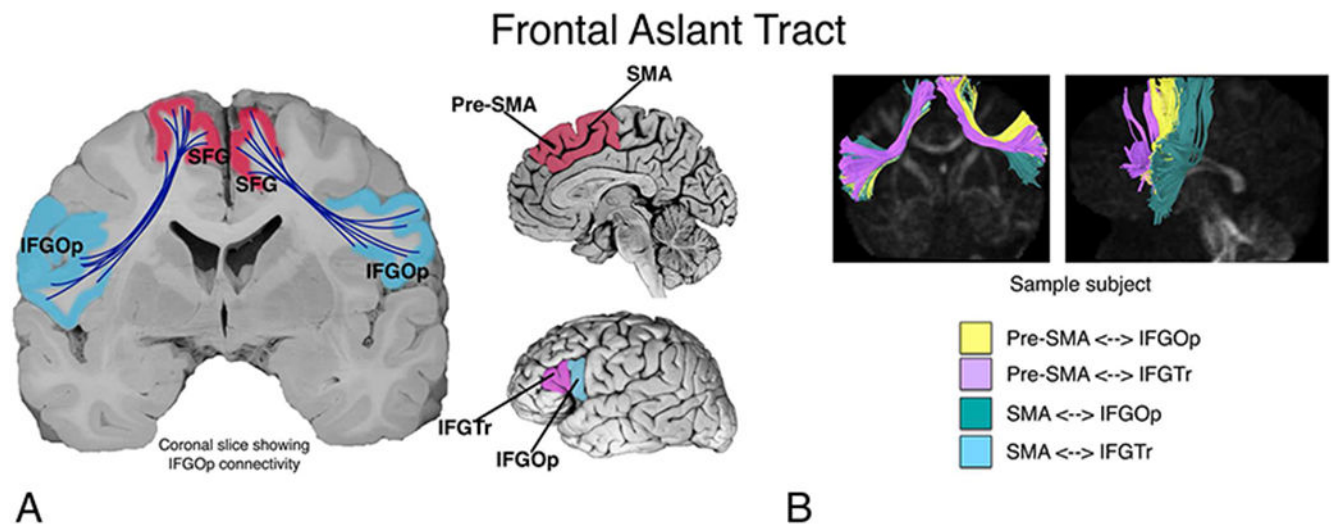 Frontal Aslant Tract
SFG
SFG
IFGOp
IFGOp
Coronal slice showing
IFGOp connectivity
A
SMA
Pre-SMA
IFGTr
IFGOp
Sample subject
Pre-SMA <--> IFGOp
Pre-SMA <--> IFGTr
SMA <--> IFGOp
SMA <--> IFGTr
B